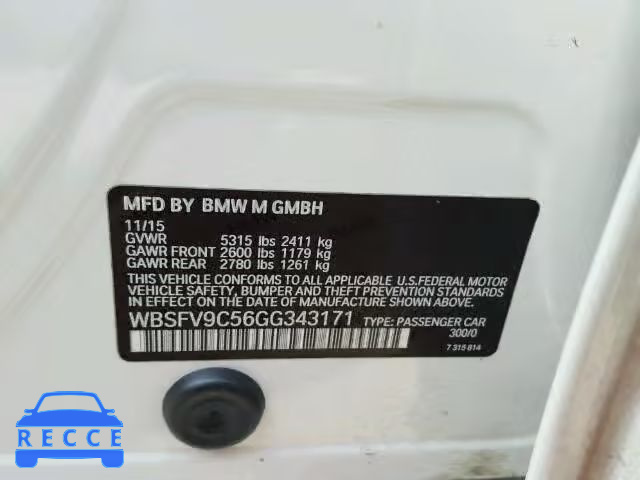 MFD BY BMW M GMBH
11/15
GVWR 5315 lbs 2411 kg
GAWR FRONT 2600 lbs 1179 kg
GAWR REAR 2780 lbs 1261 kg
THIS VEHICLE CONFORMS TO ALL APPLICABLE U.S.FEDERAL MOTOR
VEHICLE SAFETY, BUMPER, AND THEFT PREVENTION STANDARDS
IN EFFECT ON THE DATE OF MANUFACTURE SHOWN ABOVE.
WBSFV9C56GG343171 TYPE: PASSENGER CAR
300/0
7 315 814
RECCE